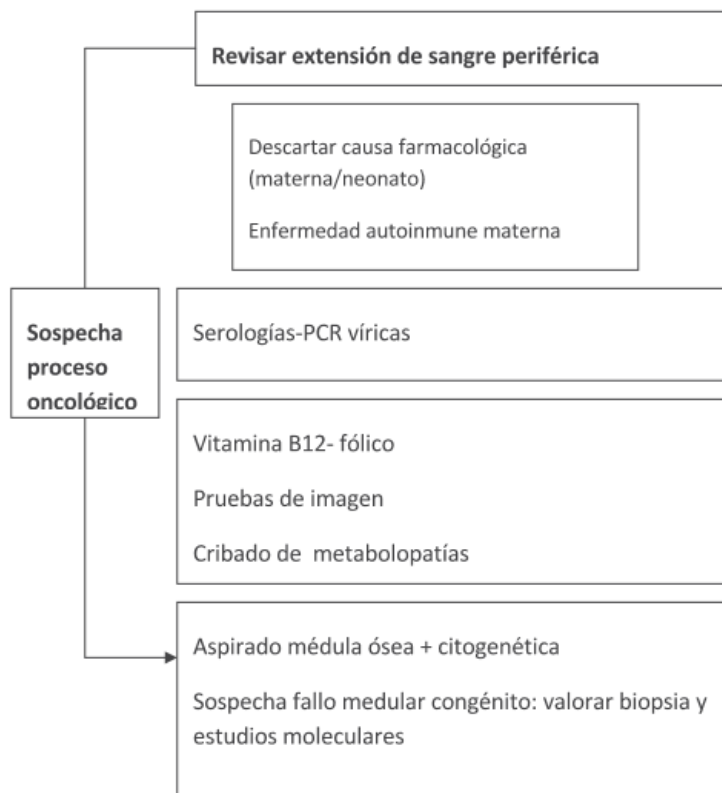 Revisar extensión de sangre periférica
Descartar causa farmacológica
(materna/neonato)
Enfermedad autoinmune materna
Sospecha
proceso
oncológico
Serologías-PCR víricas
Vitamina B12- fólico
Pruebas de imagen
Cribado de  metabolopatías
Aspirado médula ósea + citogenética
Sospecha fallo medular congénito: valorar biopsia y
estudios moleculares